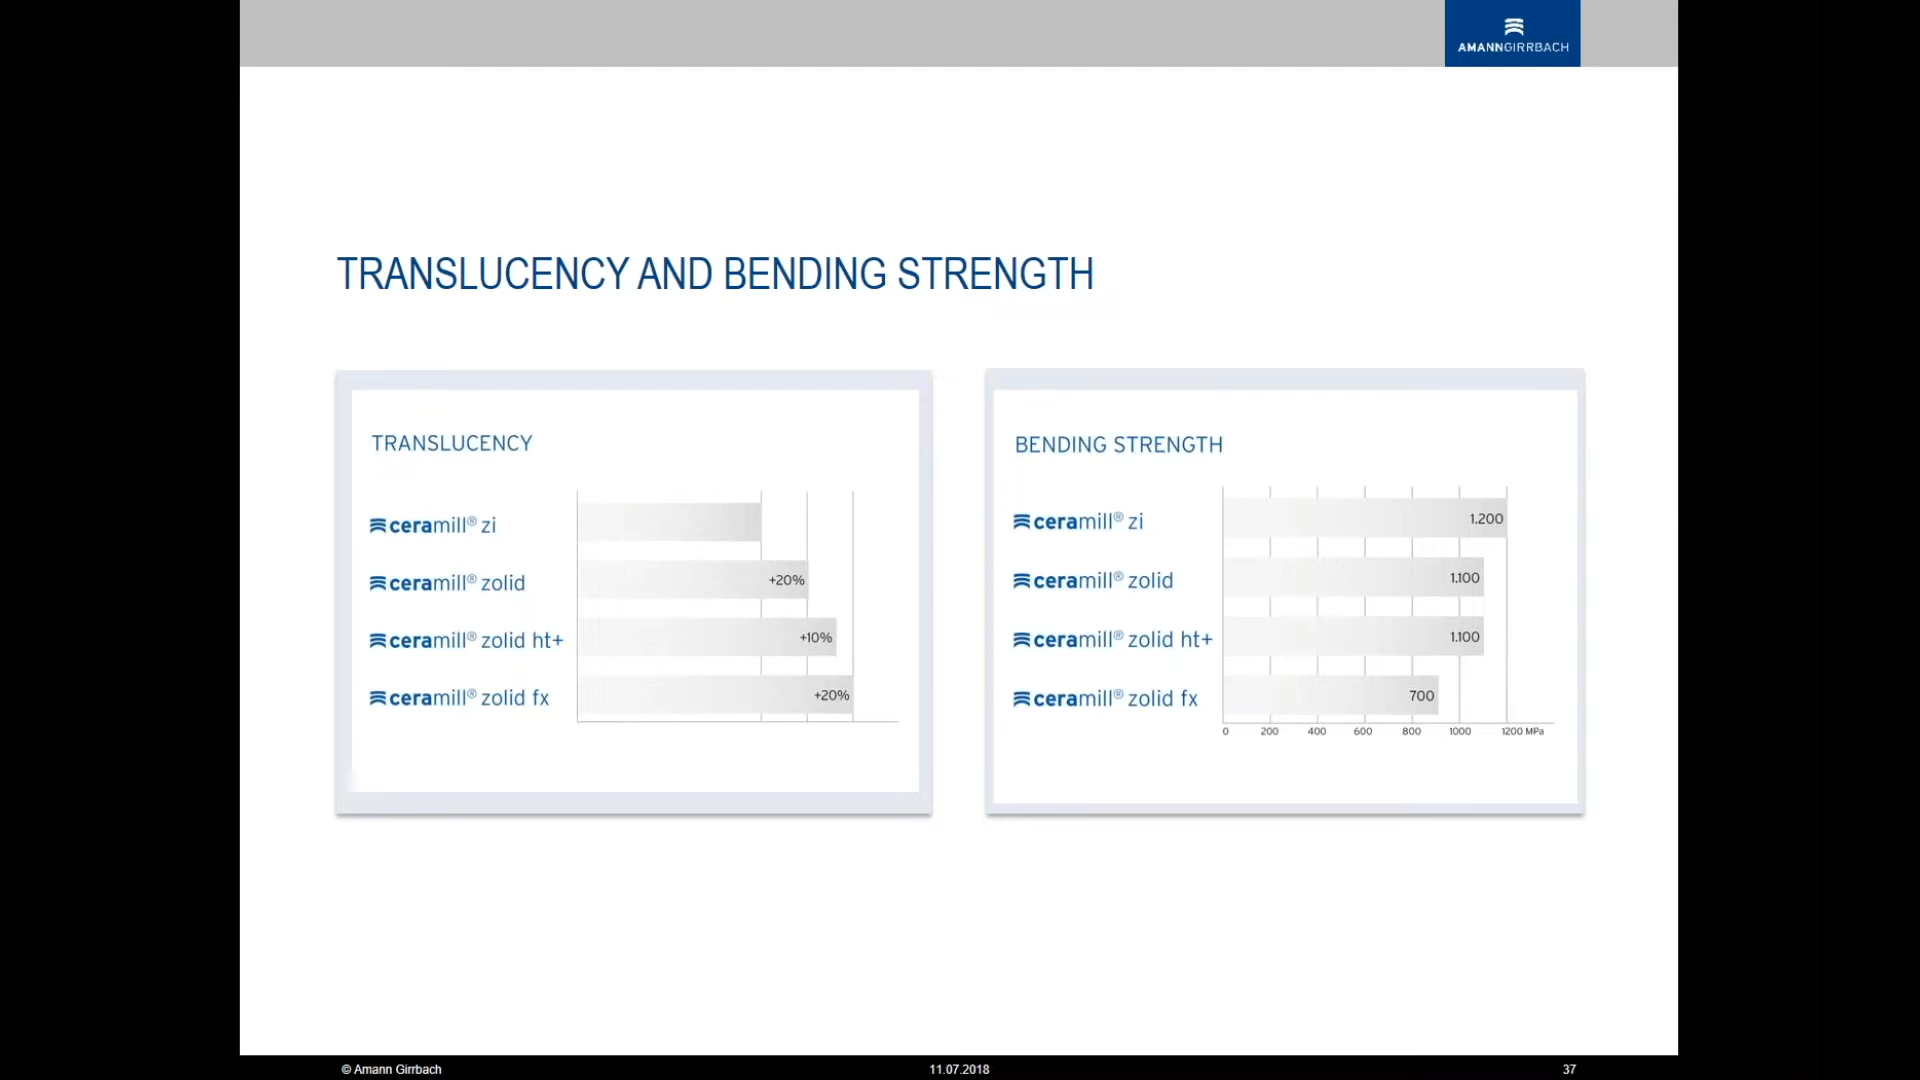 AMANNGIRRBACH
TRANSLUCENCY AND BENDING STRENGTH
TRANSLUCENCY
ceramill® zi
ceramill® zolid
+20%
ceramill® zolid ht+
+10%
ceramill® zolid fx
+20%
BENDING STRENGTH
ceramill® zi
1.200
ceramill® zolid
1.100
ceramill® zolid ht+
1.100
ceramill® zolid fx
700
0 200 400 600 800 1000 1200 MPa
© Amann Girrbach
11.07.2018
37